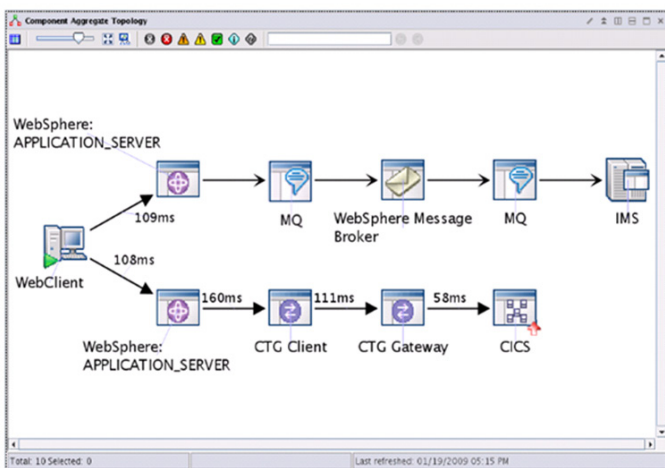 Component Aggregate Topology
WebSphere:
APPLICATION_SERVER
109ms
MQ
WebSphere Message
Broker
MQ
IMS
WebClient
108ms
160ms
111ms
58ms
WebSphere:
APPLICATION_SERVER
CTG Client
CTG Gateway
CICS
Total: 10 Selected: 0
Last refreshed: 01/19/2009 05:15 PM